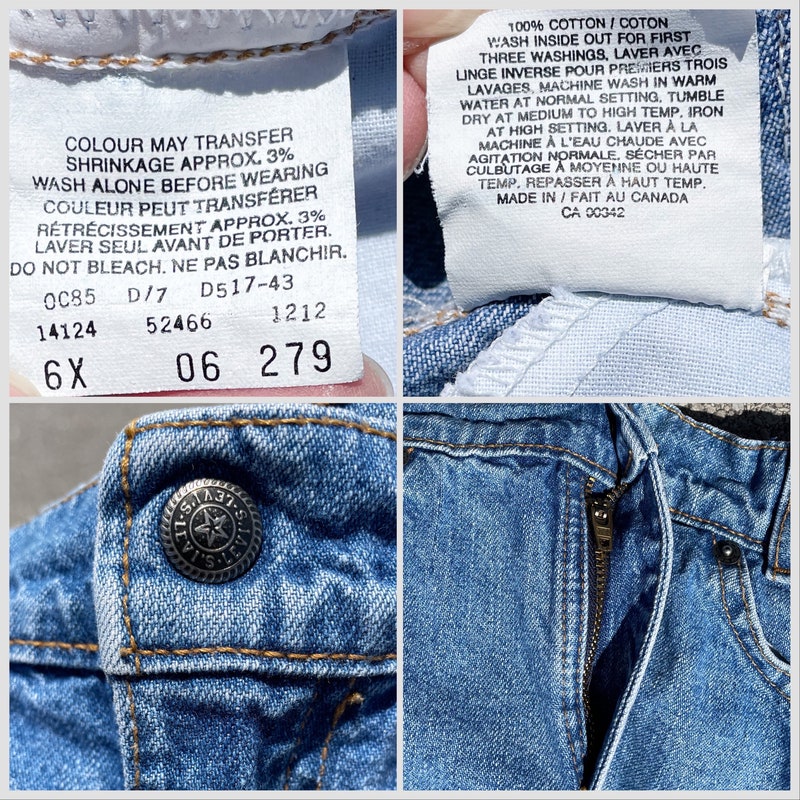 COLOUR MAY TRANSFER
SHRINKAGE APPROX. 3%
WASH ALONE BEFORE WEARING
COULEUR PEUT TRANSFÉRER
RÉTRÉCISSEMENT APPROX. 3%
LAVER SEUL AVANT DE PORTER.
DO NOT BLEACH. NE PAS BLANCHIR.
0C85 D/7 D517-43
14124 52466 1212
6X 06 279
100% COTTON / COTON
WASH INSIDE OUT FOR FIRST
THREE WASHINGS, LAVER AVEC
LINGE INVERSE POUR PREMIERS TROIS
LAVAGES, MACHINE WASH IN WARM
WATER AT NORMAL SETTING. TUMBLE
DRY AT MEDIUM TO HIGH TEMP. IRON
AT HIGH SETTING. LAVER À LA
MACHINE À L'EAU CHAUDE AVEC
AGITATION NORMALE. SÉCHER PAR
CULBUTAGE À MOYENNE OU HAUTE
TEMP. REPASSER À HAUT TEMP.
MADE IN / FAIT AU CANADA
CA 00342
LEVI'S·LEVI'S·LEVI'S